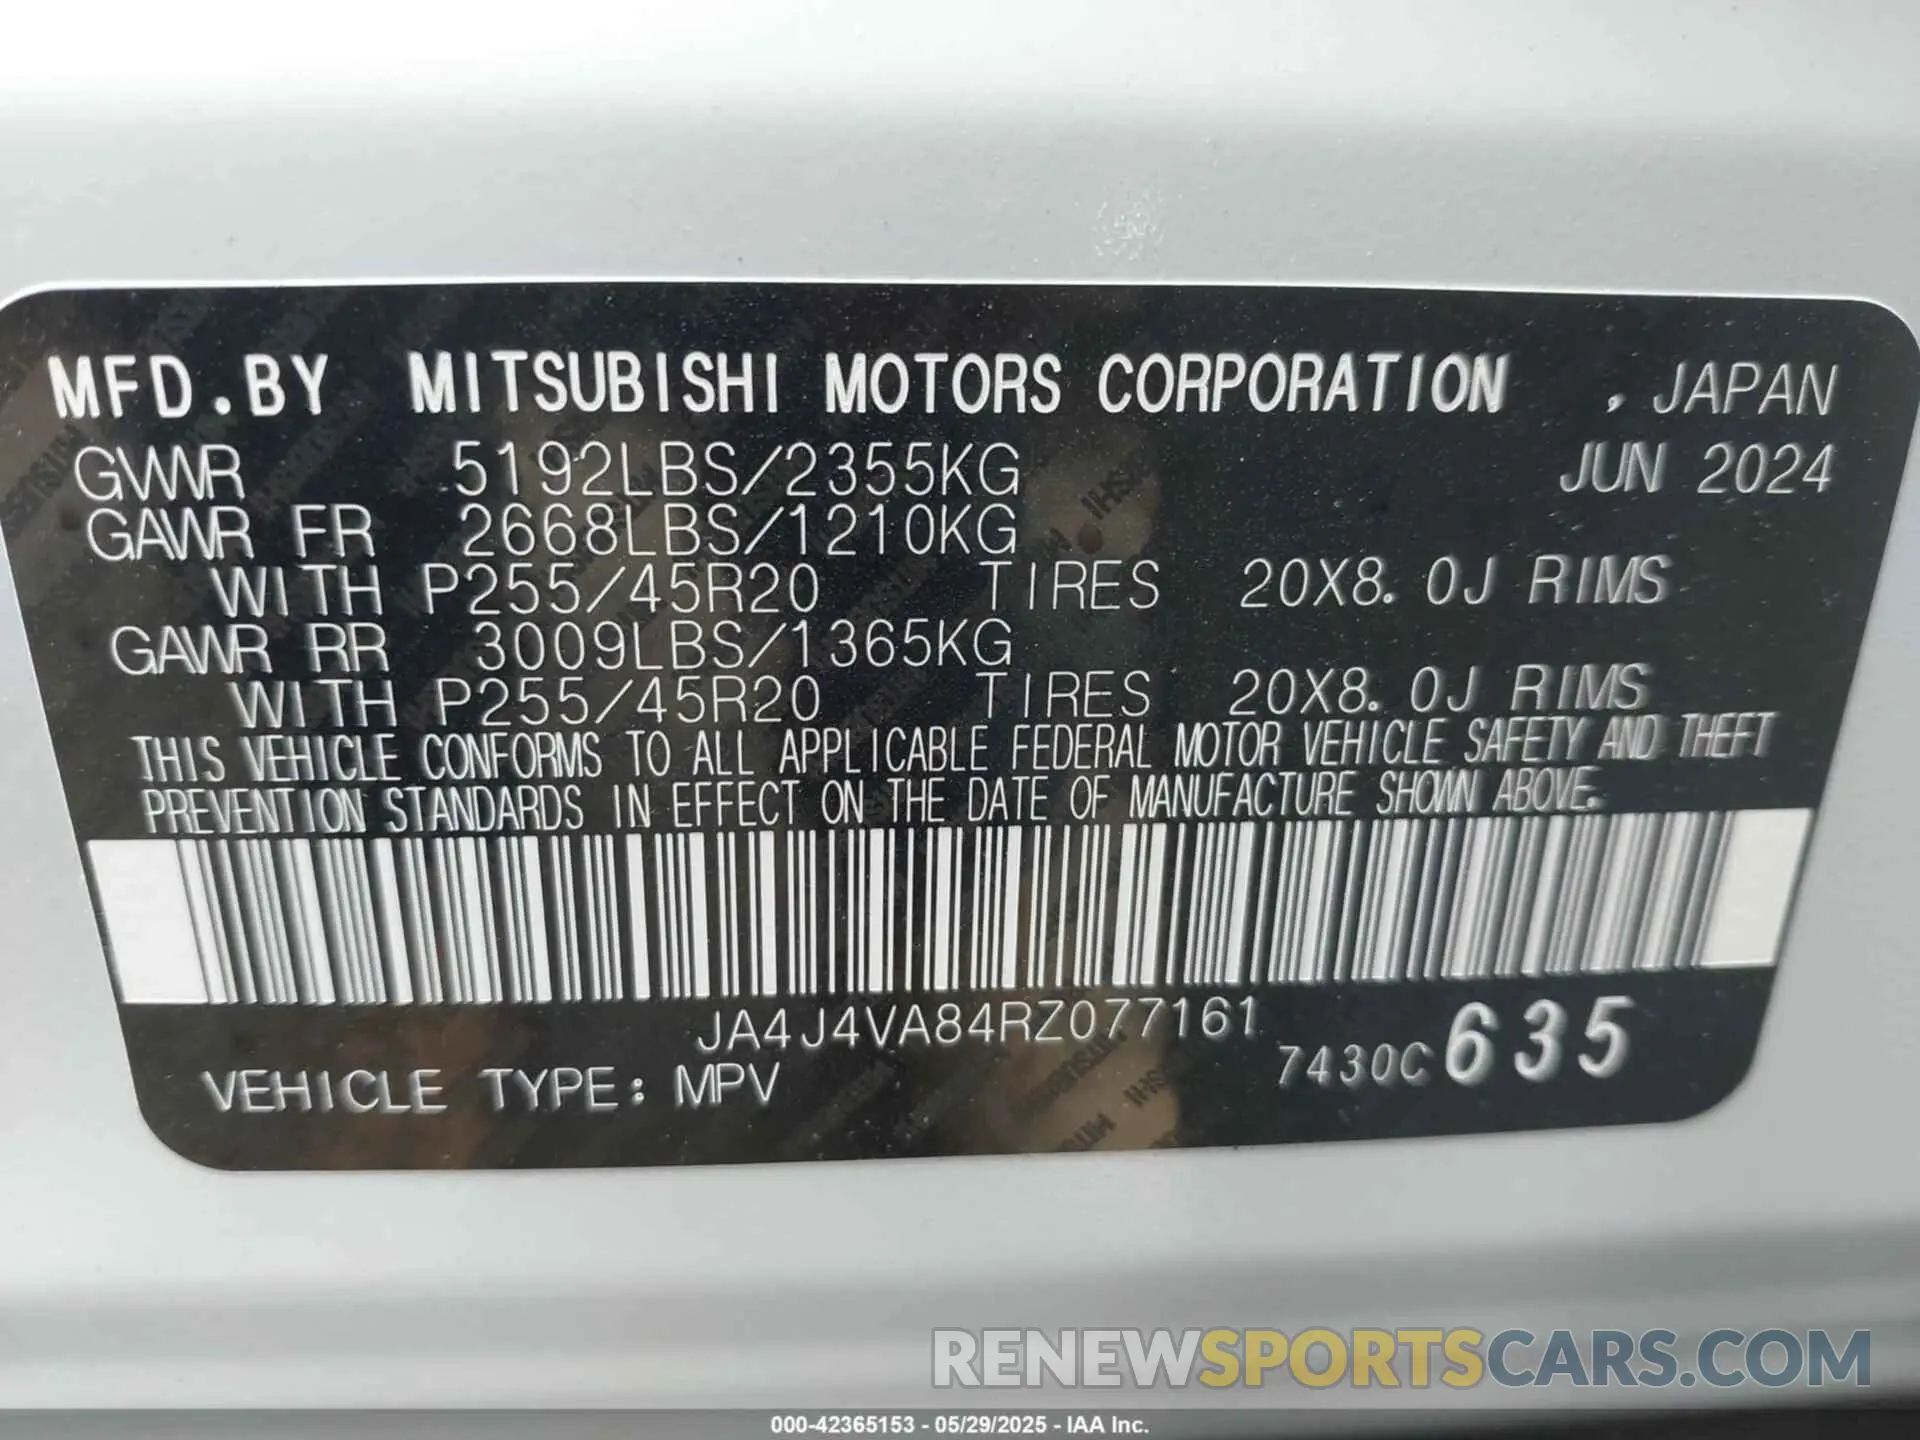 MFD.BY MITSUBISHI MOTORS CORPORATION , JAPAN
GVWR 5192LBS/2355KG JUN 2024
GAWR FR 2668LBS/1210KG
WITH P255/45R20 TIRES 20X8.0J RIMS
GAWR RR 3009LBS/1365KG
WITH P255/45R20 TIRES 20X8.0J RIMS
THIS VEHICLE CONFORMS TO ALL APPLICABLE FEDERAL MOTOR VEHICLE SAFETY AND THEFT
PREVENTION STANDARDS IN EFFECT ON THE DATE OF MANUFACTURE SHOWN ABOVE.
JA4J4VA84RZ077161
7430C 635
VEHICLE TYPE: MPV
RENEWSPORTSCARS.COM
000-42365153 - 05/29/2025 - IAA Inc.